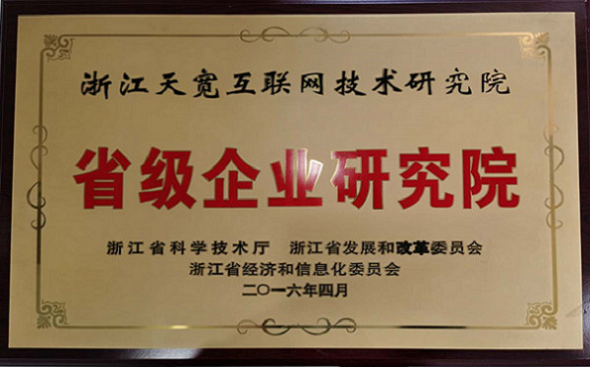 浙江天宽互联网技术研究院
省级企业研究院
浙江省科学技术厅 浙江省发展和改革委员会
浙江省经济和信息化委员会
二〇一六年四月